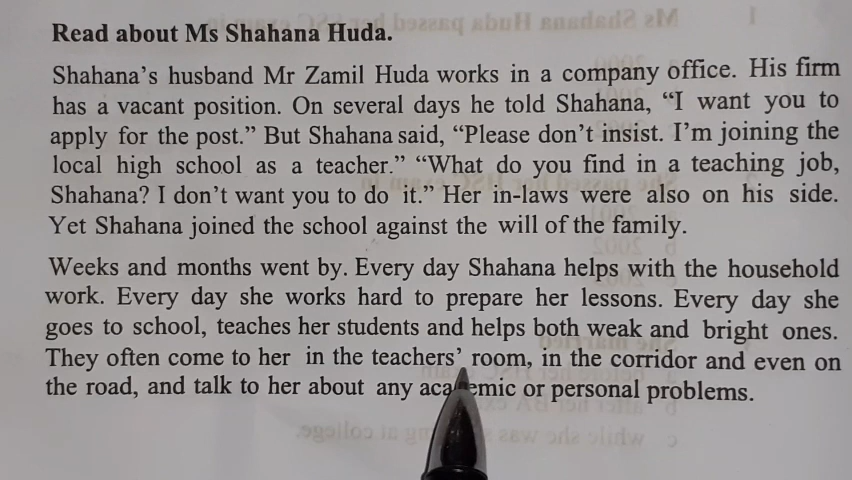 Read about Ms Shahana Huda.
Shahana's husband Mr Zamil Huda works in a company office. His firm
has a vacant position. On several days he told Shahana, "I want you to
apply for the post." But Shahana said, "Please don't insist. I'm joining the
local high school as a teacher." "What do you find in a teaching job,
Shahana? I don't want you to do it." Her in-laws were also on his side.
Yet Shahana joined the school against the will of the family.
Weeks and months went by. Every day Shahana helps with the household
work. Every day she works hard to prepare her lessons. Every day she
goes to school, teaches her students and helps both weak and bright ones.
They often come to her in the teachers' room, in the corridor and even on
the road, and talk to her about any academic or personal problems.